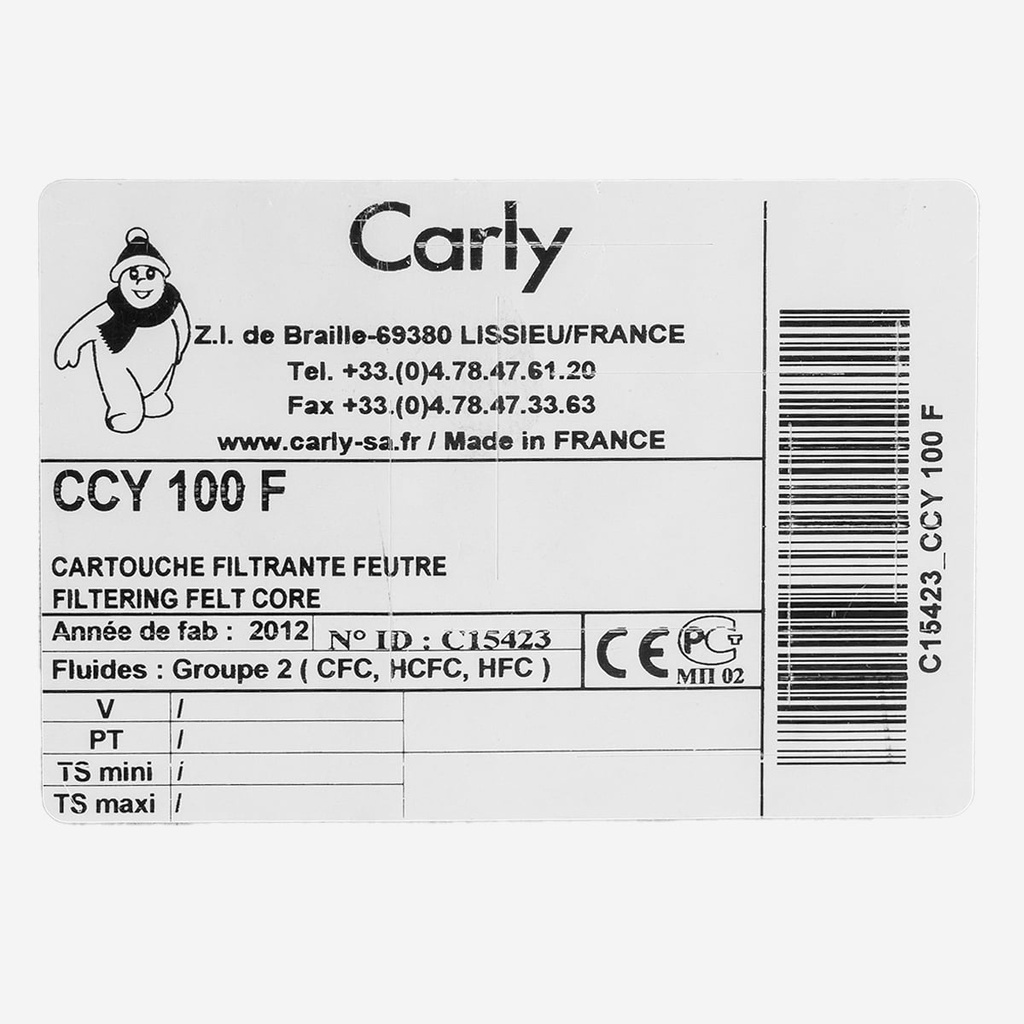 Carly
Z.I. de Braille-69380 LISSIEU/FRANCE
Tel. +33.(0)4.78.47.61.20
Fax +33.(0)4.78.47.33.63
www.carly-sa.fr / Made in FRANCE
CCY 100 F
CARTOUCHE FILTRANTE FEUTRE
FILTERING FELT CORE
Année de fab : 2012
N° ID : C15423
Fluides : Groupe 2 ( CFC, HCFC, HFC )
CE
РСТ
МП 02
V /
PT /
TS mini /
TS maxi /
C15423_CCY 100 F